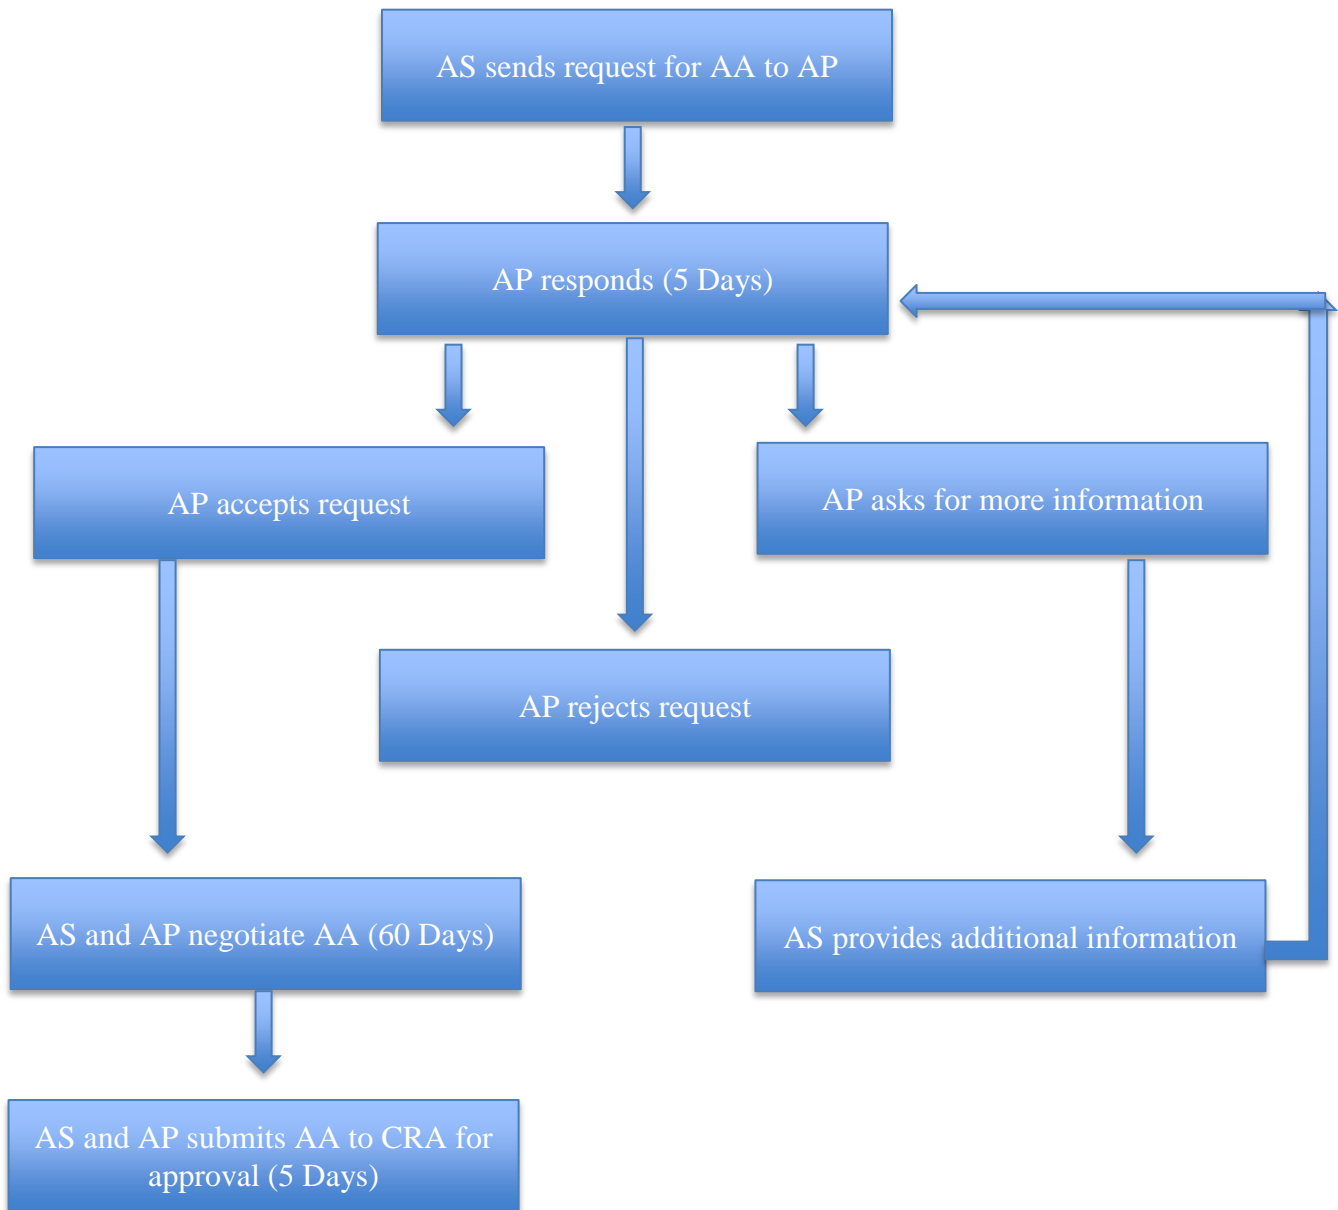 AS sends request for AA to AP
AP responds (5 Days)
AP accepts request
AP asks for more information
AP rejects request
AS and AP negotiate AA (60 Days)
AS provides additional information
AS and AP submits AA to CRA for
approval (5 Days)